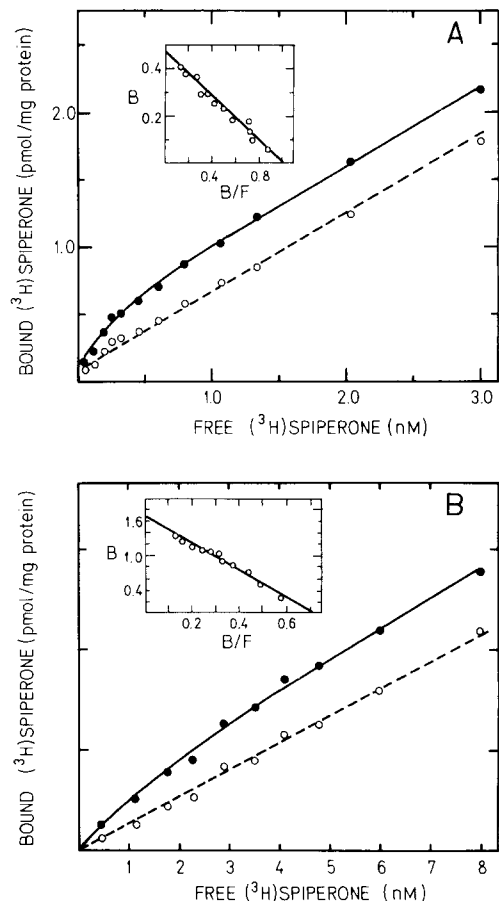 A
BOUND (³H)SPIPERONE (pmol/mg protein)
2.0
1.0
B
0.4
0.2
0.4
0.8
B/F
1.0
2.0
3.0
FREE (³H)SPIPERONE (nM)
B
BOUND (³H)SPIPERONE (pmol/mg protein)
B
1.6
1.0
0.4
0.2
0.4
0.6
B/F
1
2
3
4
5
6
7
8
FREE (³H)SPIPERONE (nM)